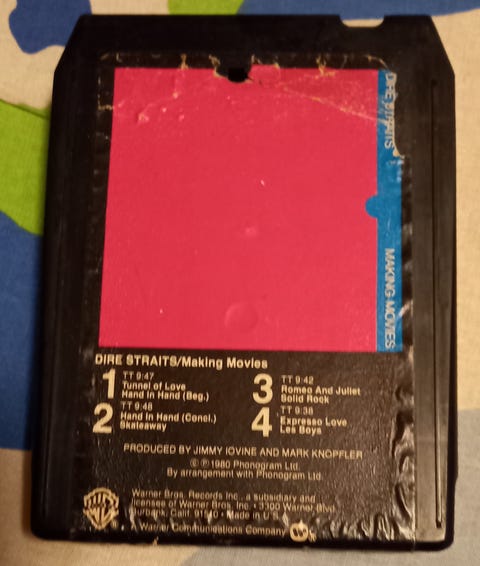 DIRE STRAITS
MAKING MOVIES
DIRE STRAITS/Making Movies
1 TT 9:47
Tunnel of Love
Hand in Hand (Beg.)
2 TT 9:48
Hand in Hand (Concl.)
Skateaway
3 TT 9:42
Romeo And Juliet
Solid Rock
4 TT 9:38
Expresso Love
Les Boys
PRODUCED BY JIMMY IOVINE AND MARK KNOPFLER
© ℗ 1980 Phonogram Ltd.
By arrangement with Phonogram Ltd.
Warner Bros. Records Inc., a subsidiary and
licensee of Warner Bros. Inc. • 3300 Warner Blvd.
Burbank, Calif. • Made in U.S.
A Warner Communications Company